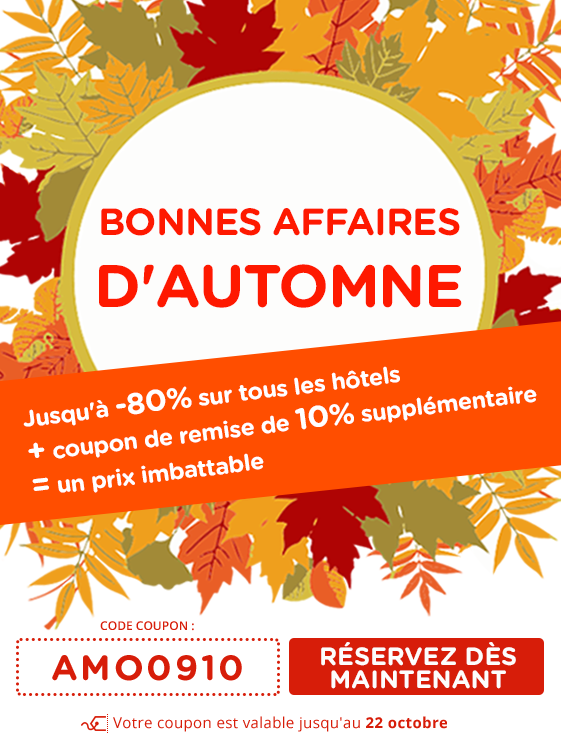 BONNES AFFAIRES
D'AUTOMNE
Jusqu'à -80% sur tous les hôtels
+ coupon de remise de 10% supplémentaire
= un prix imbattable
CODE COUPON :
AMO0910
RÉSERVEZ DÈS
MAINTENANT
Votre coupon est valable jusqu'au 22 octobre